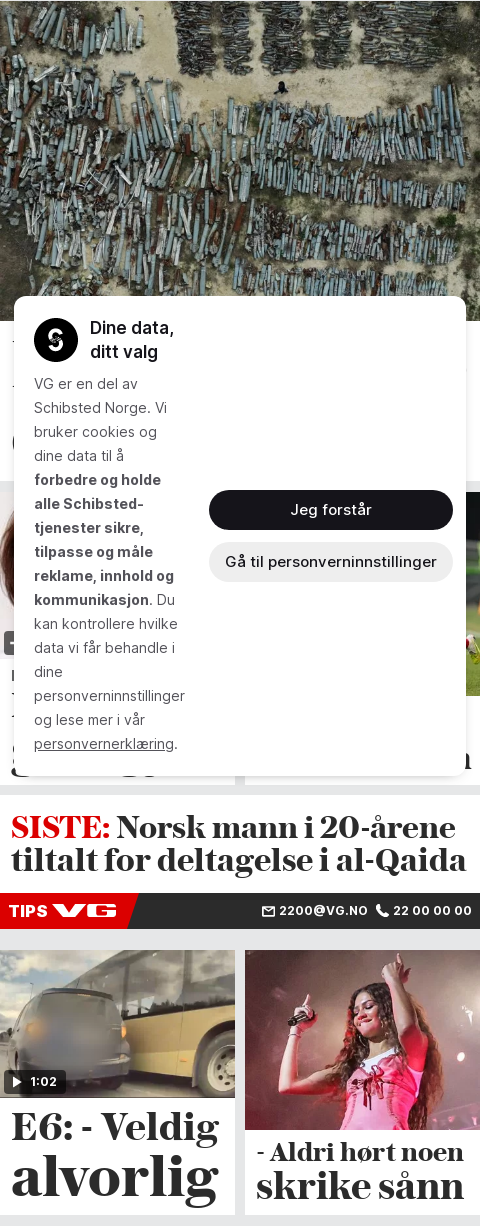 Dine data,
ditt valg
VG er en del av
Schibsted Norge. Vi
bruker cookies og
dine data til å
forbedre og holde
alle Schibsted-
tjenester sikre,
tilpasse og måle
reklame, innhold og
kommunikasjon. Du
kan kontrollere hvilke
data vi får behandle i
dine
personverninnstillinger
og lese mer i vår
personvernerklæring.
Jeg forstår
Gå til personverninnstillinger
SISTE: Norsk mann i 20-årene
tiltalt for deltagelse i al-Qaida
TIPS VG
2200@VG.NO 22 00 00 00
1:02
E6: - Veldig
alvorlig
- Aldri hørt noen
skrike sånn